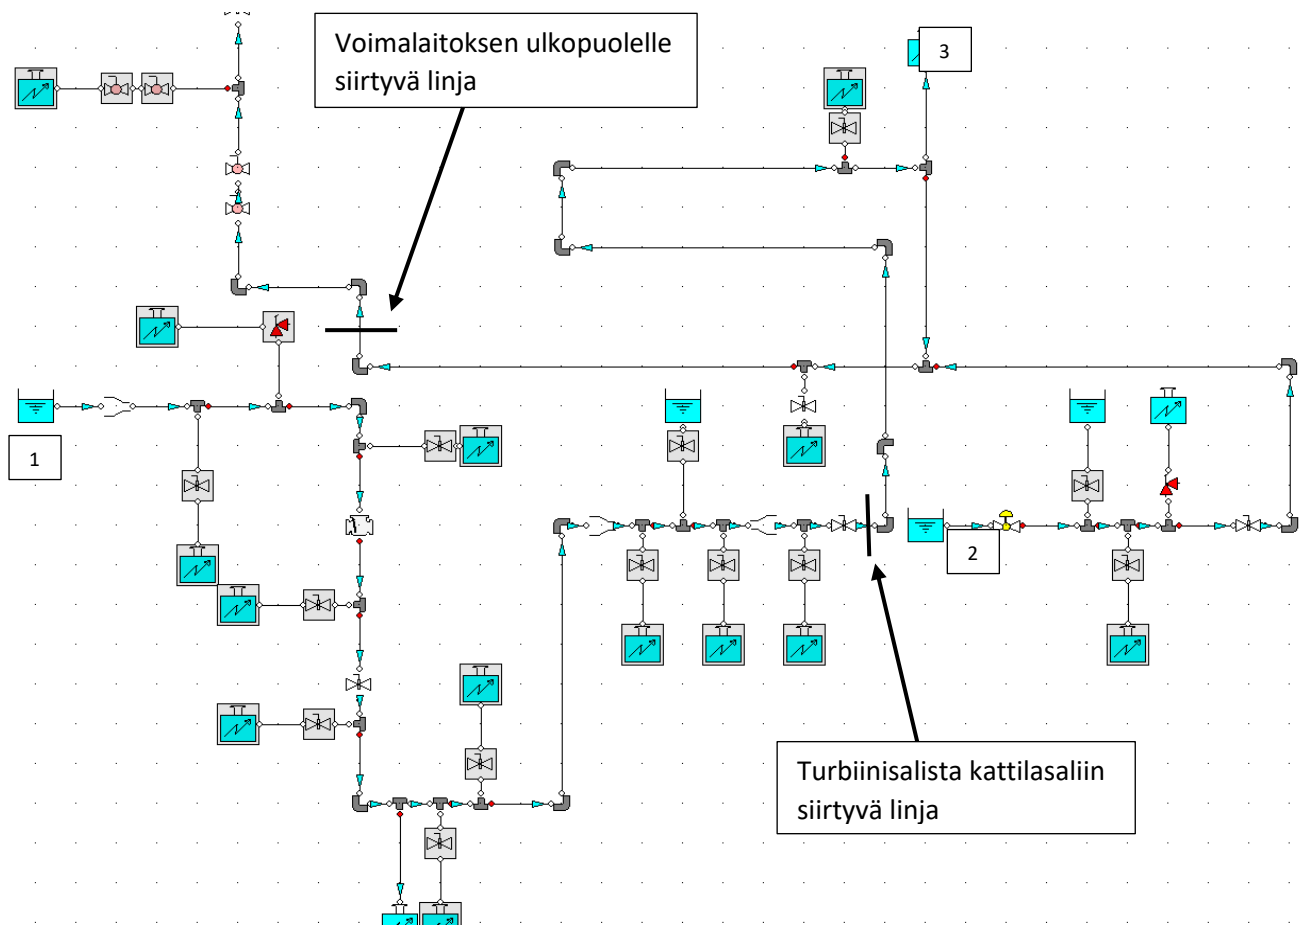 Voimalaitoksen ulkopuolelle
siirtyvä linja
3
1
2
Turbiinisalista kattilasaliin
siirtyvä linja